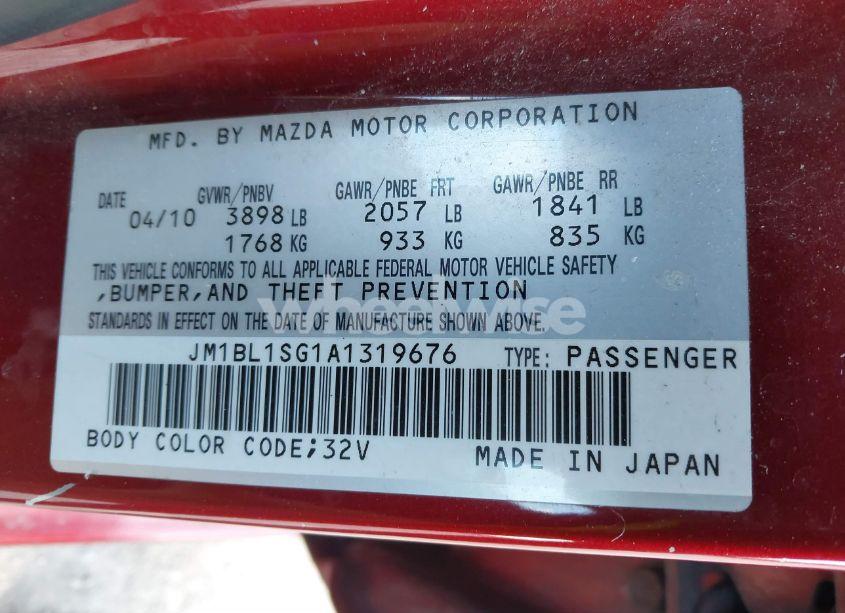 MFD. BY MAZDA MOTOR CORPORATION
DATE GVWR/PNBV GAWR/PNBE FRT GAWR/PNBE RR
04/10 3898 LB 2057 LB 1841 LB
1768 KG 933 KG 835 KG
THIS VEHICLE CONFORMS TO ALL APPLICABLE FEDERAL MOTOR VEHICLE SAFETY
,BUMPER,AND THEFT PREVENTION
wheelwise
STANDARDS IN EFFECT ON THE DATE OF MANUFACTURE SHOWN ABOVE.
JM1BL1SG1A1319676 TYPE: PASSENGER
BODY COLOR CODE;32V MADE IN JAPAN